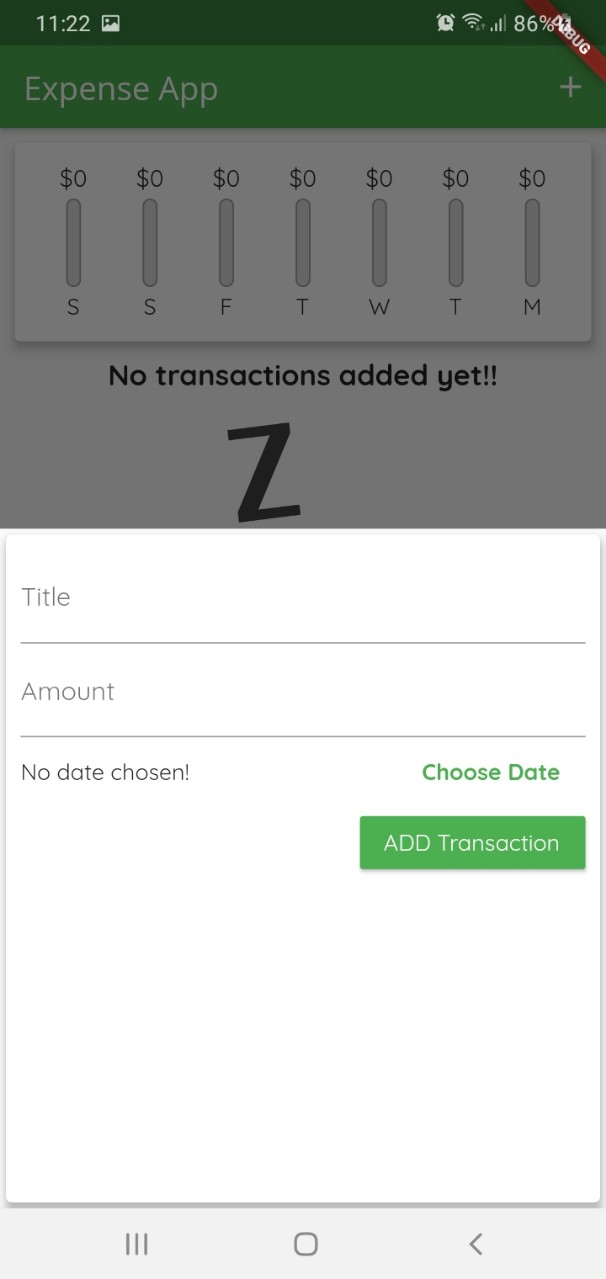 11:22 86%
DEBUG
Expense App +
$0 $0 $0 $0 $0 $0 $0
S S F T W T M
No transactions added yet!!
Z
Title
Amount
No date chosen! Choose Date
ADD Transaction